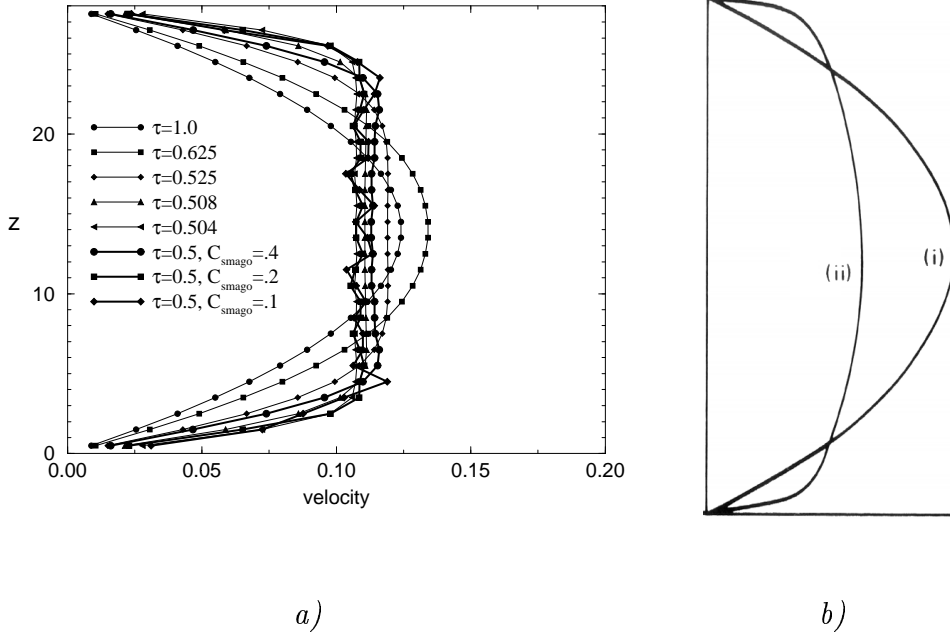 20
z
10
0
0.00
0.05
0.10
0.15
0.20
velocity
τ=1.0
τ=0.625
τ=0.525
τ=0.508
τ=0.504
τ=0.5, C_smago=.4
τ=0.5, C_smago=.2
τ=0.5, C_smago=.1
(ii)
(i)
a)
b)